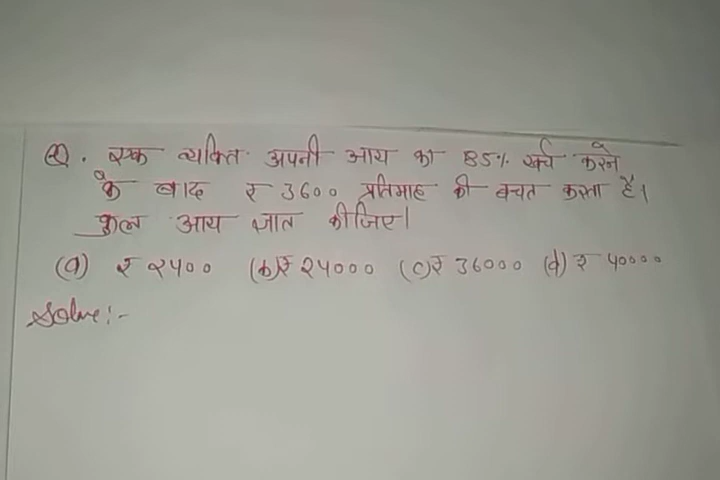 Q. एक व्यक्ति अपनी आय का 85% खर्च करने
के बाद ₹ 3600 प्रतिमाह की बचत करता है।
कुल आय ज्ञात कीजिए।
(a) ₹ 2400 (b) ₹ 24000 (c) ₹ 36000 (d) ₹ 40000
Solve:-